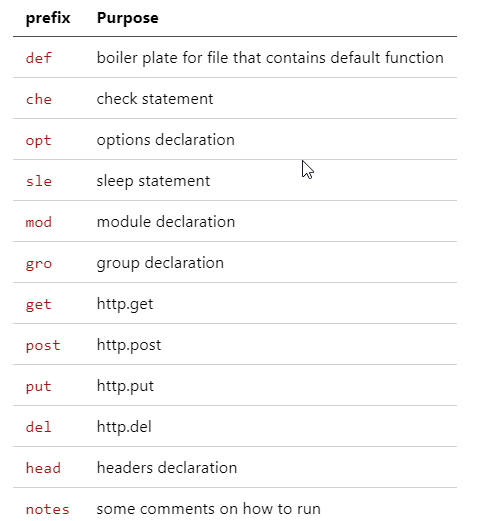 prefix Purpose
def boiler plate for file that contains default function
che check statement
opt options declaration
sle sleep statement
mod module declaration
gro group declaration
get http.get
post http.post
put http.put
del http.del
head headers declaration
notes some comments on how to run